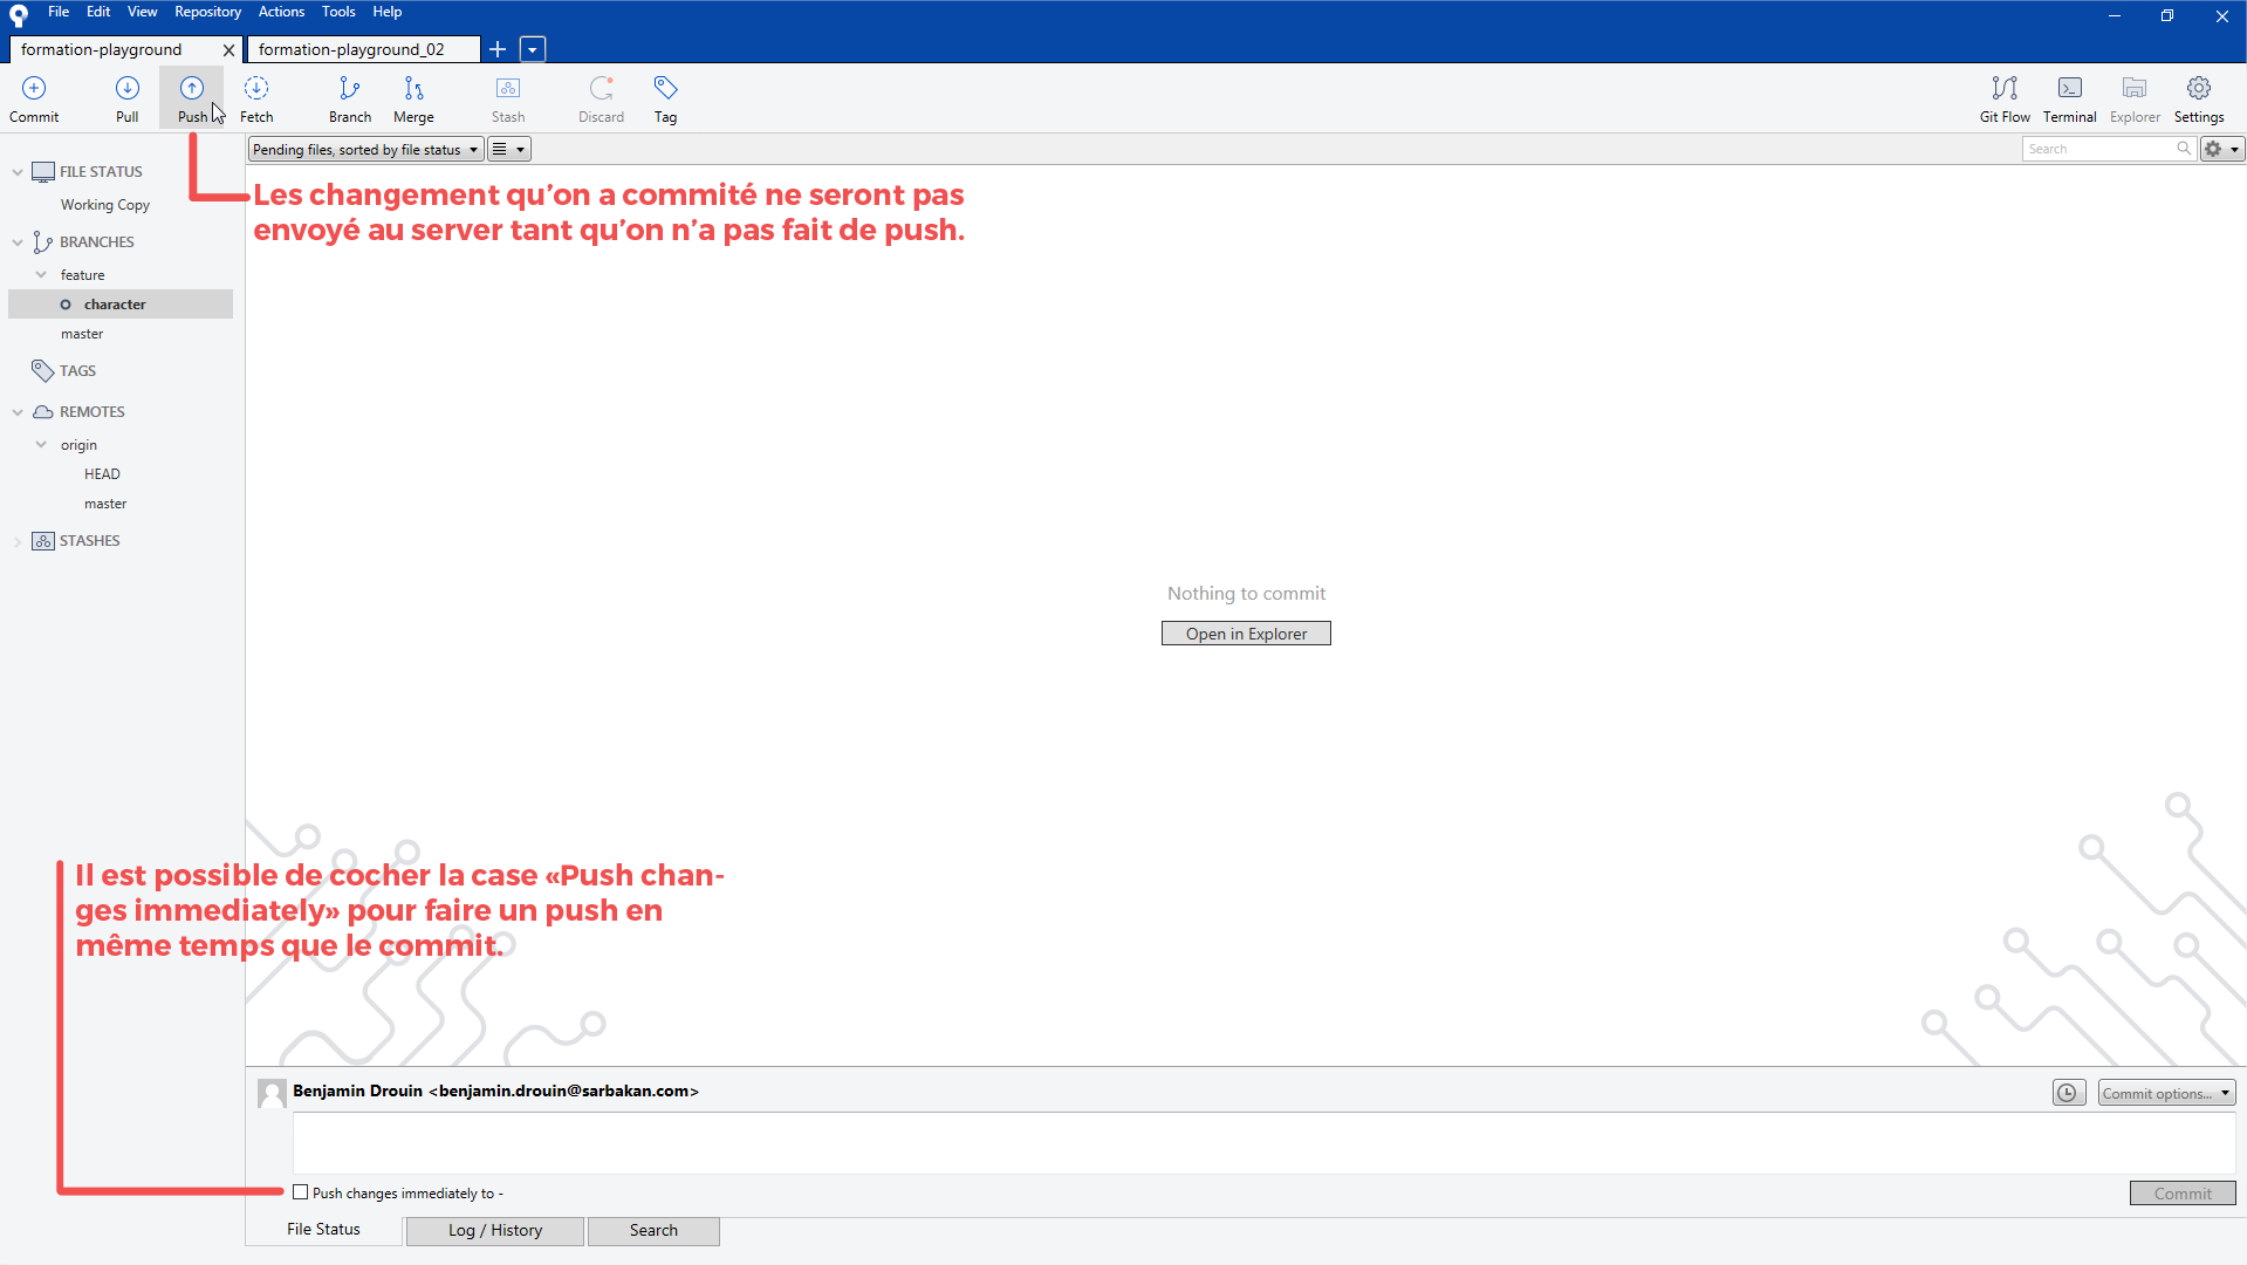 File Edit View Repository Actions Tools Help
formation-playground formation-playground_02
Commit Pull Push Fetch Branch Merge Stash Discard Tag Git Flow Terminal Explorer Settings
Pending files, sorted by file status Search
FILE STATUS
Working Copy
Les changement qu’on a commité ne seront pas
envoyé au server tant qu’on n’a pas fait de push.
BRANCHES
feature
character
master
TAGS
REMOTES
origin
HEAD
master
STASHES
Nothing to commit
Open in Explorer
Il est possible de cocher la case «Push chan-
ges immediately» pour faire un push en
même temps que le commit.
Benjamin Drouin <benjamin.drouin@sarbakan.com> Commit options...
Push changes immediately to - Commit
File Status Log / History Search